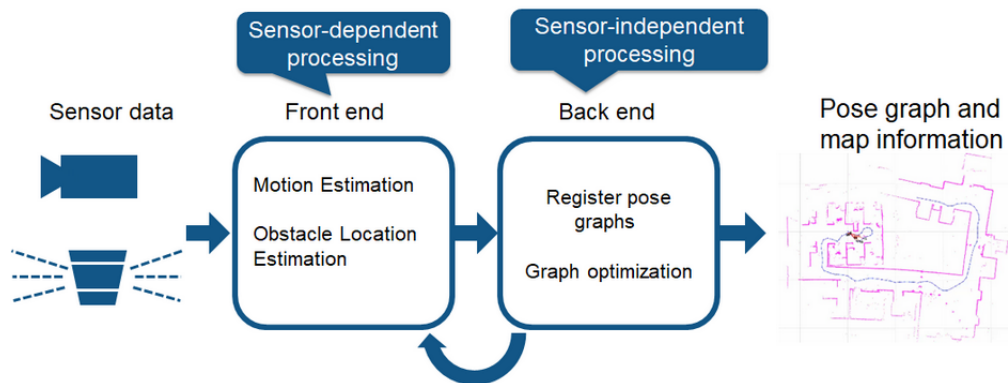 Sensor-dependent
processing
Sensor-independent
processing
Sensor data
Front end
Back end
Pose graph and
map information
Motion Estimation
Obstacle Location
Estimation
Register pose
graphs
Graph optimization